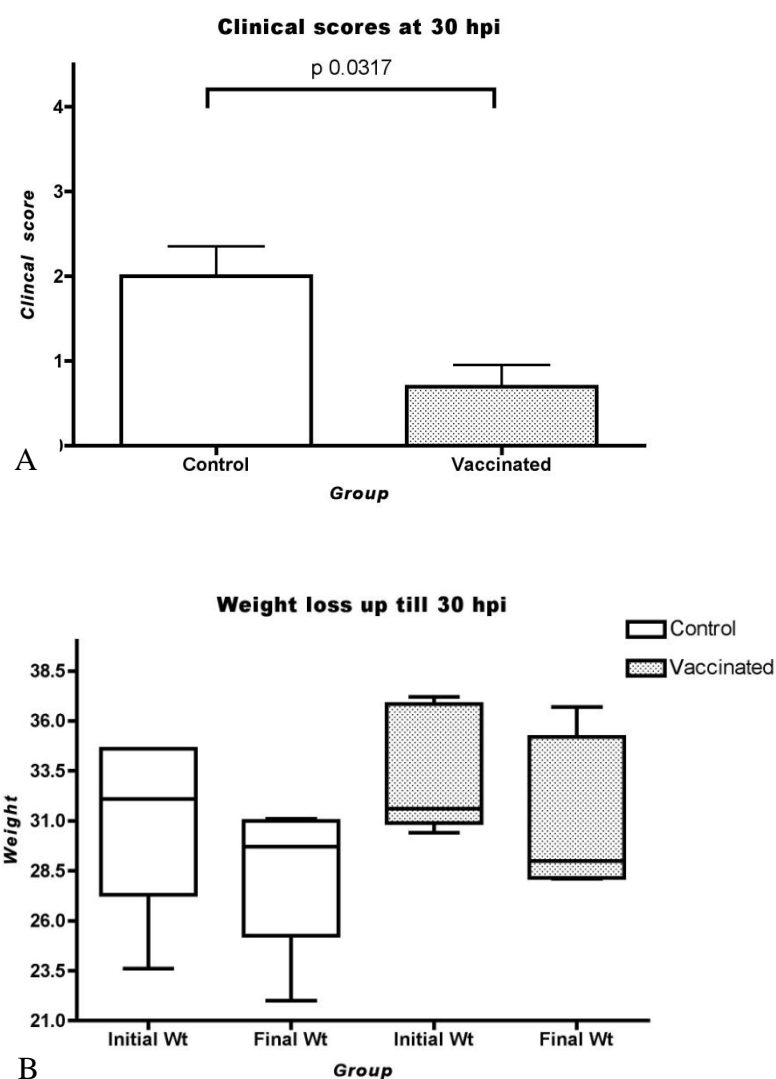 Clinical scores at 30 hpi
p 0.0317
4
3
2
1
Clincal score
Control
Vaccinated
Group
A
Weight loss up till 30 hpi
Control
Vaccinated
38.5
36.0
33.5
31.0
28.5
26.0
23.5
21.0
Weight
Initial Wt
Final Wt
Initial Wt
Final Wt
Group
B